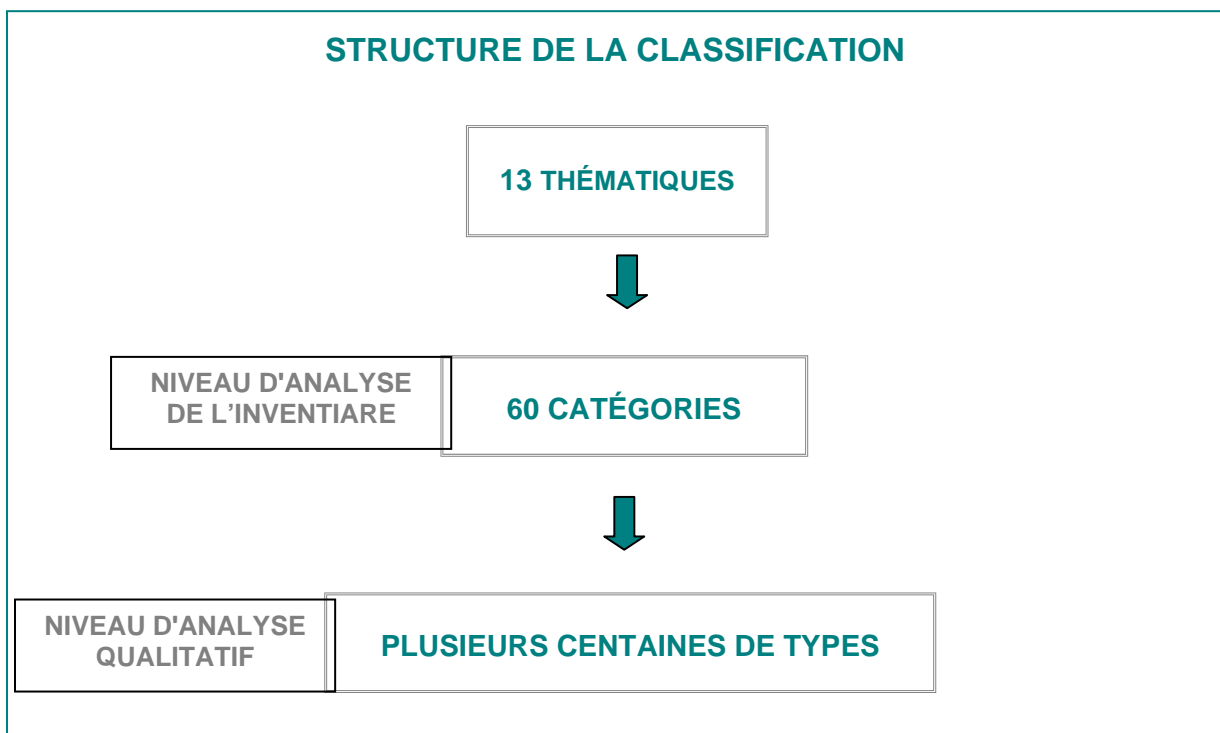 STRUCTURE DE LA CLASSIFICATION
13 THÉMATIQUES
NIVEAU D'ANALYSE
DE L’INVENTIARE
60 CATÉGORIES
NIVEAU D'ANALYSE
QUALITATIF
PLUSIEURS CENTAINES DE TYPES